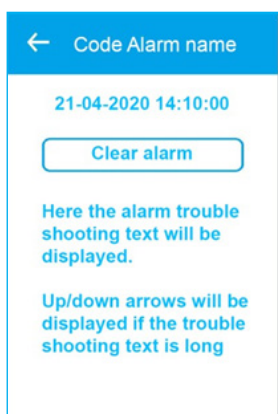 Code Alarm name
21-04-2020 14:10:00
Clear alarm
Here the alarm trouble
shooting text will be
displayed.
Up/down arrows will be
displayed if the trouble
shooting text is long